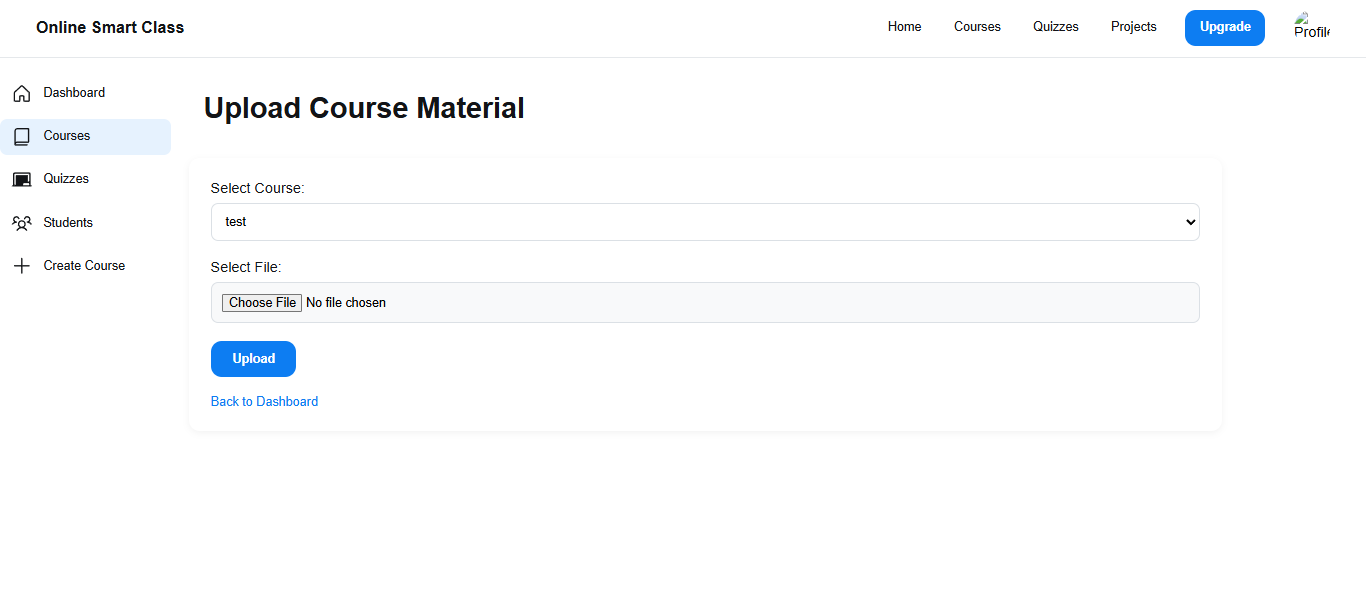 Online Smart Class
Home Courses Quizzes Projects Upgrade Profile
Dashboard
Courses
Quizzes
Students
Create Course
Upload Course Material
Select Course:
test
Select File:
Choose File No file chosen
Upload
Back to Dashboard